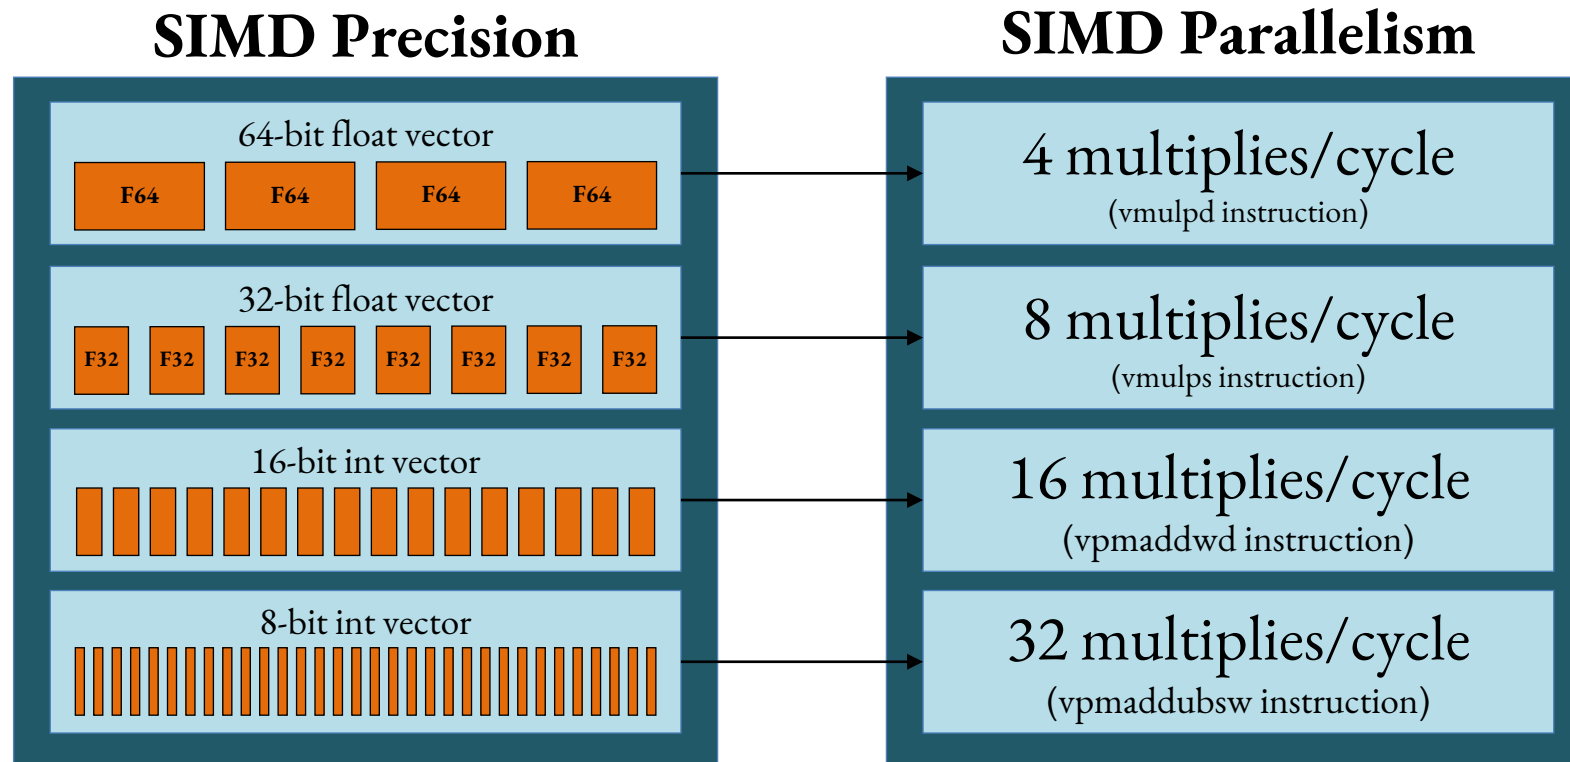 SIMD Precision
64-bit float vector
F64 F64 F64 F64
32-bit float vector
F32 F32 F32 F32 F32 F32 F32 F32
16-bit int vector
8-bit int vector
SIMD Parallelism
4 multiplies/cycle
(vmulpd instruction)
8 multiplies/cycle
(vmulps instruction)
16 multiplies/cycle
(vpmaddwd instruction)
32 multiplies/cycle
(vpmaddubsw instruction)